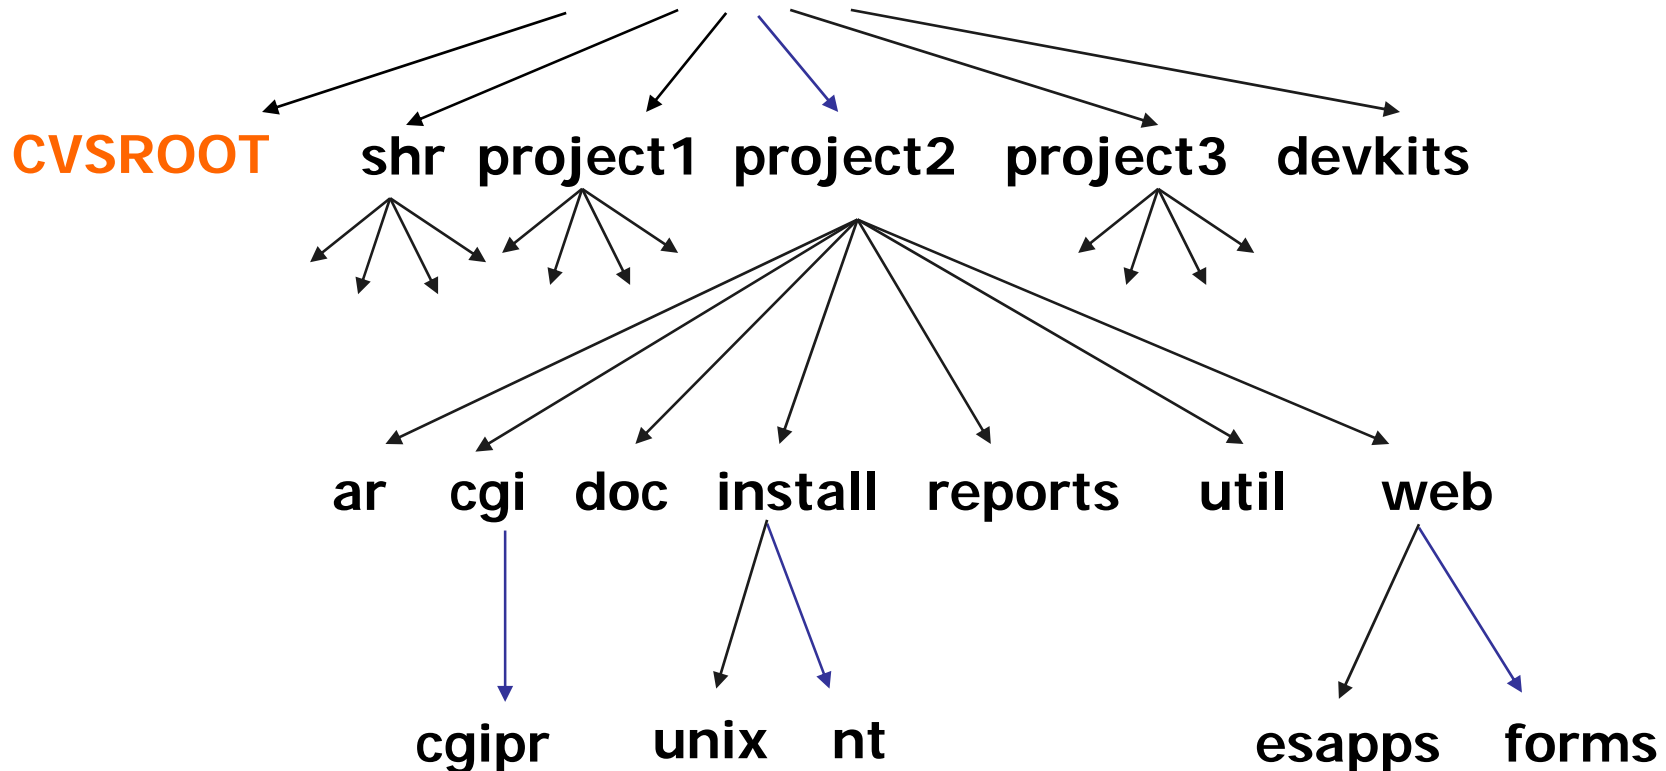 CVSROOT shr project1 project2 project3 devkits
ar cgi doc install reports util web
cgipr unix nt esapps forms